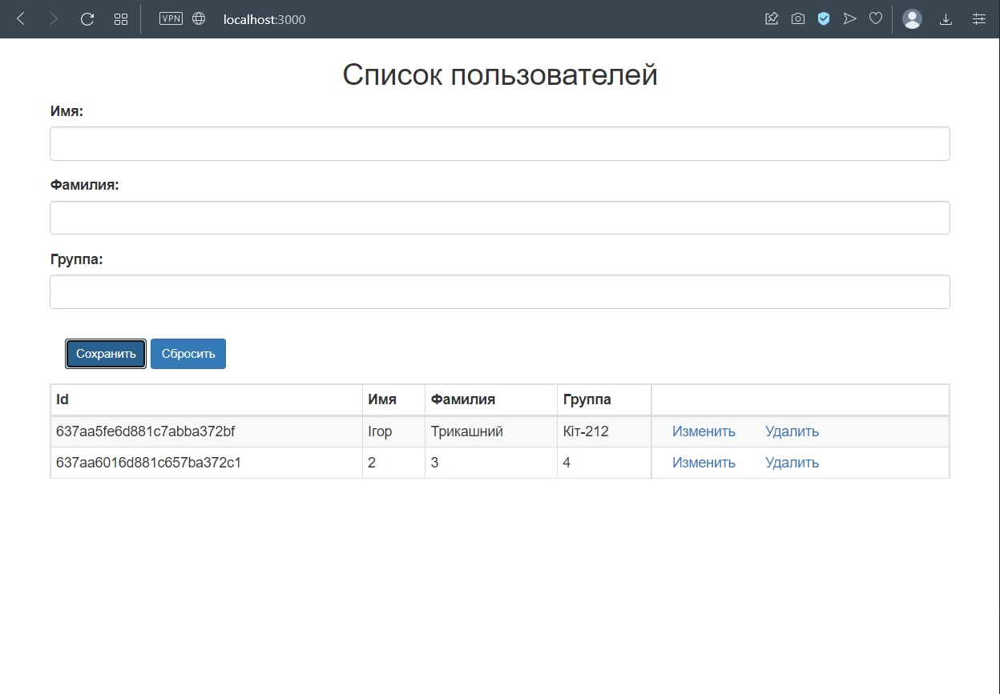 VPN localhost:3000
Список пользователей
Имя:
Фамилия:
Группа:
Сохранить Сбросить
Id Имя Фамилия Группа
637aa5fe6d881c7abba372bf Ігор Трикашний Кіт-212 Изменить Удалить
637aa6016d881c657ba372c1 2 3 4 Изменить Удалить